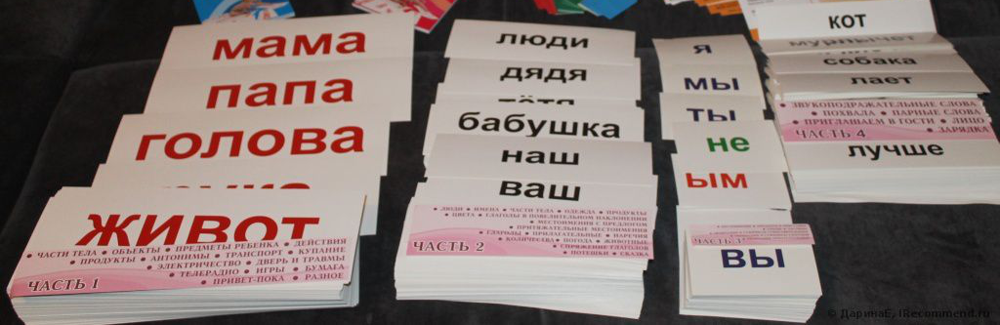 мама
папа
голова
живот
• ЧАСТИ ТЕЛА • ОБЪЕКТЫ • ПРЕДМЕТЫ РЕБЕНКА • ДЕЙСТВИЯ
• ПРОДУКТЫ • АНТОНИМЫ • ТРАНСПОРТ • КУПАНИЕ
• ЭЛЕКТРИЧЕСТВО • ДВЕРЬ И ТРАВМЫ
• ТЕЛЕРАДИО • ИГРЫ • БУМАГА
• ПРИВЕТ-ПОКА • РАЗНОЕ
ЧАСТЬ 1
люди
дядя
тётя
бабушка
наш
ваш
• ЛЮДИ • ИМЕНА • ЧАСТИ ТЕЛА • ОДЕЖДА • ПРОДУКТЫ
• ЦВЕТА • ГЛАГОЛЫ В ПОВЕЛИТЕЛЬНОМ НАКЛОНЕНИИ
• МЕСТОИМЕНИЯ С ПРЕДЛОГОМ
• ПРИТЯЖАТЕЛЬНЫЕ МЕСТОИМЕНИЯ
• ГЛАГОЛЫ • ПРИЛАГАТЕЛЬНЫЕ • НАРЕЧИЯ
• КОЛИЧЕСТВА • ПОГОДА • ЖИВОТНЫЕ
• СПРЯЖЕНИЕ ГЛАГОЛОВ
• ПОТЕШКИ • СКАЗКА
ЧАСТЬ 2
я
мы
ты
не
ым
ЧАСТЬ 3
вы
кот
мурлычет
собака
лает
• ЗВУКОПОДРАЖАТЕЛЬНЫЕ СЛОВА
• ПОХВАЛА • ПАРНЫЕ СЛОВА
• ПРИГЛАШАЕМ В ГОСТИ • ЛИЦО
• ЗАРЯДКА
ЧАСТЬ 4
лучше
© ДаринаЕ, IRecommend.ru